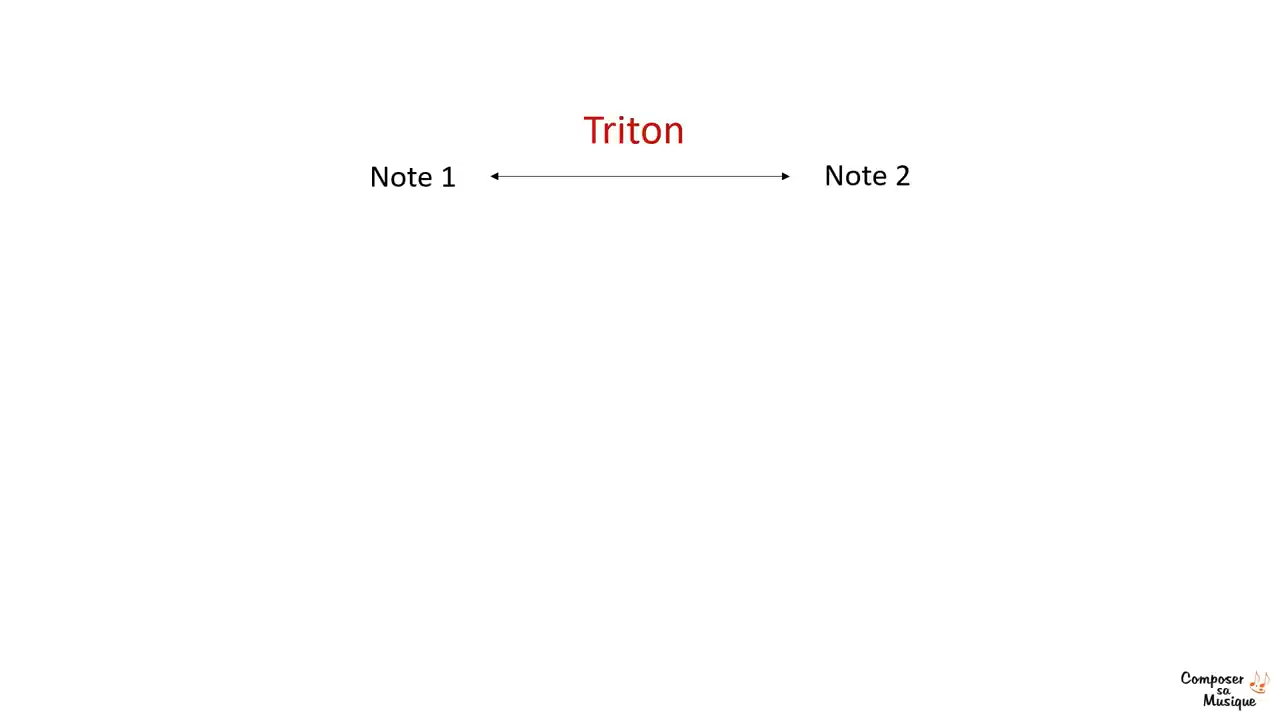 Triton
Note 1
Note 2
Composer
sa
Musique